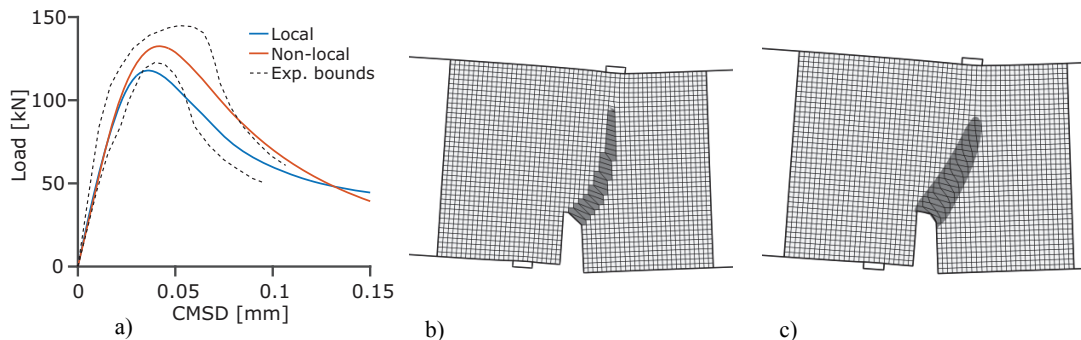 150
100
50
0
Load [kN]
Local
Non-local
Exp. bounds
0
0.05
0.1
0.15
CMSD [mm]
a)
b)
c)